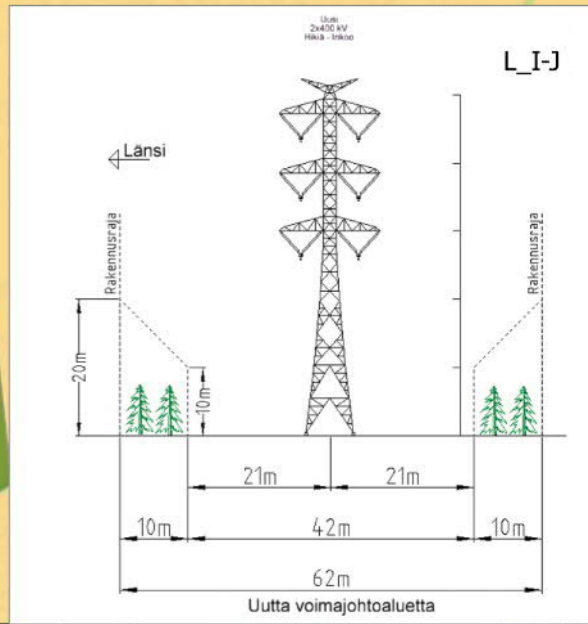 Uusi
2x400 kV
Hikiä - Inkoo
L_I-J
Länsi
Rakennusraja
Rakennusraja
20m
10m
21m
21m
10m
42m
10m
62m
Uutta voimajohtoaluetta